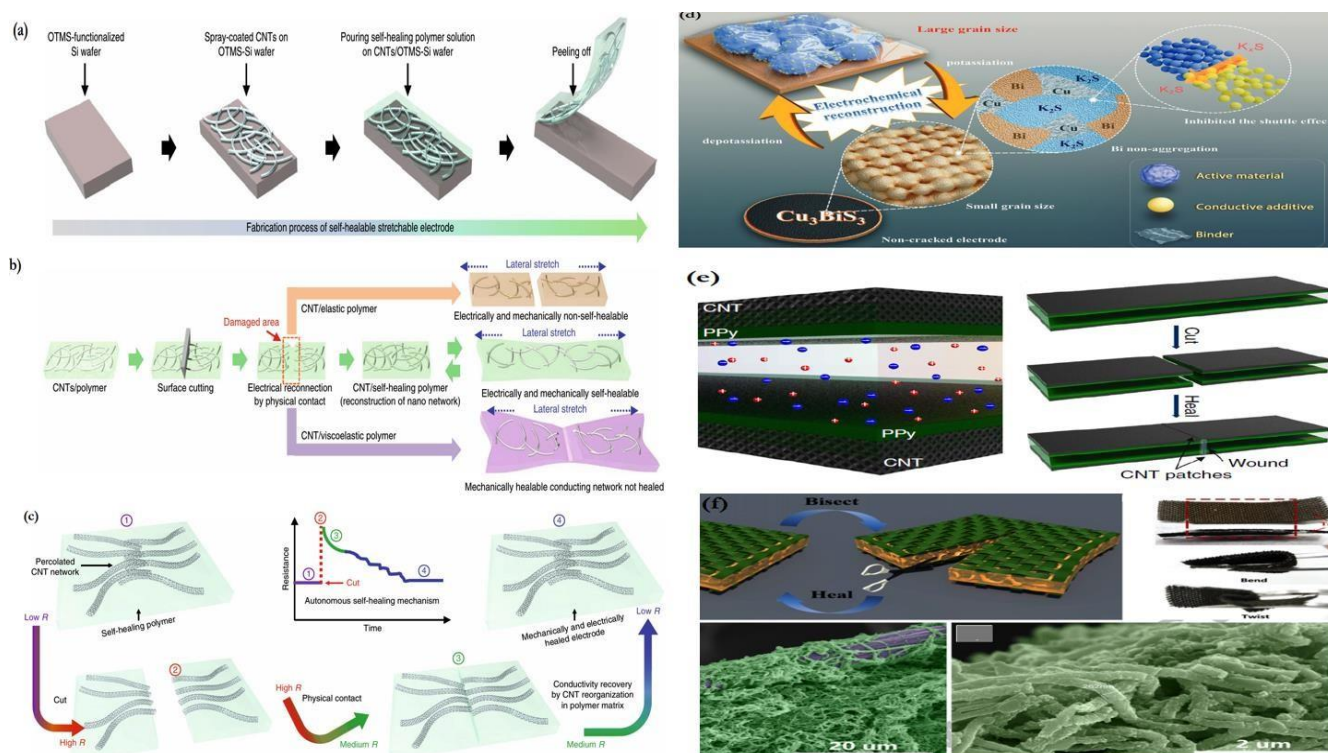 (a)
OTMS-functionalized
Si wafer
Spray-coated CNTs on
OTMS-Si wafer
Pouring self-healing polymer solution
on CNTs/OTMS-Si wafer
Peeling off
Fabrication process of self-healable stretchable electrode
b)
Damaged area
CNT/elastic polymer
Lateral stretch
Electrically and mechanically non-self-healable
CNTs/polymer
Surface cutting
Electrical reconnection
by physical contact
CNT/self-healing polymer
(reconstruction of nano network)
Lateral stretch
Electrically and mechanically self-healable
CNT/viscoelastic polymer
Lateral stretch
Mechanically healable conducting network not healed
(c)
1
Percolated
CNT network
Low R
Self-healing polymer
Resistance
2
3
1
4
Cut
Autonomous self-healing mechanism
Time
4
Mechanically and electrically
healed electrode
Low R
2
Cut
High R
High R
Physical contact
3
Medium R
Conductivity recovery
by CNT reorganization
in polymer matrix
Medium R
(d)
Large grain size
potassiation
Electrochemical
reconstruction
depotassiation
Bi
K₂S
Cu
Cu
K₂S
Bi
Cu
Bi
K₂S
K₂S
K₂S
Inhibited the shuttle effec
Bi non-aggregation
Small grain size
Cu₃BiS₃
Non-cracked electrode
Active material
Conductive additive
Binder
(e)
CNT
PPy
PPy
CNT
Cut
Heal
Wound
CNT patches
(f)
Bisect
Heal
Bend
Twist
20 um
2 um